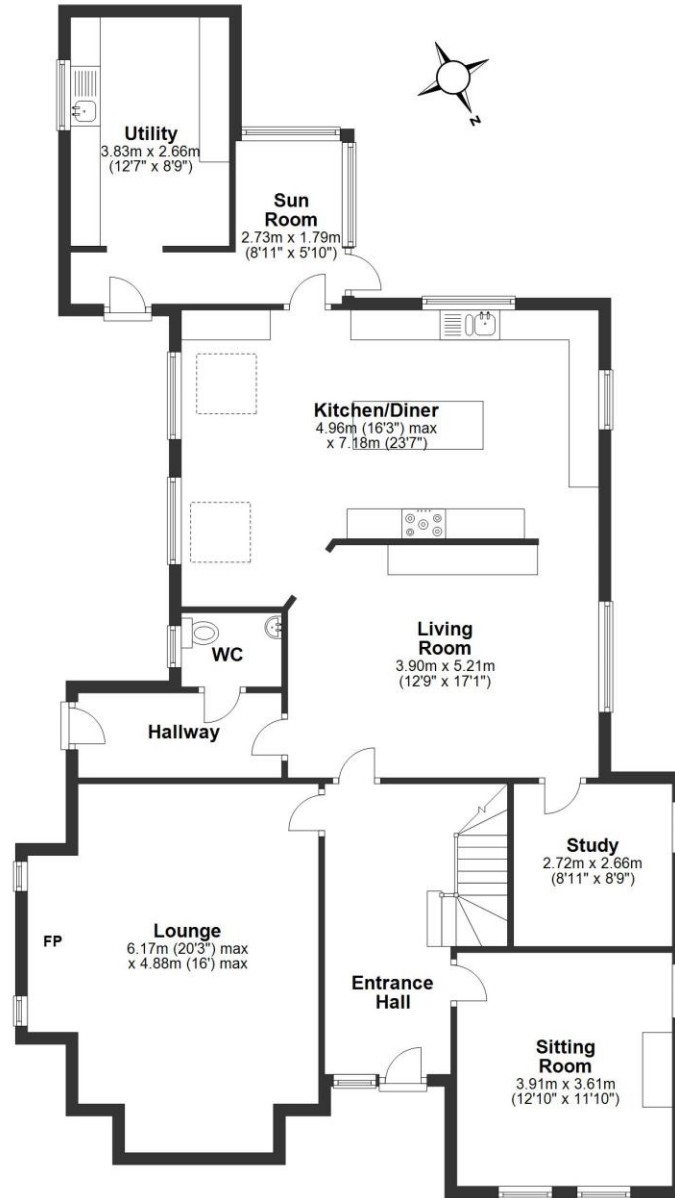 N
Utility
3.83m x 2.66m
(12'7" x 8'9")
Sun
Room
2.73m x 1.79m
(8'11" x 5'10")
Kitchen/Diner
4.96m (16'3") max
x 7.18m (23'7")
Living
Room
3.90m x 5.21m
(12'9" x 17'1")
WC
Hallway
Study
2.72m x 2.66m
(8'11" x 8'9")
Lounge
6.17m (20'3") max
x 4.88m (16') max
FP
Entrance
Hall
Sitting
Room
3.91m x 3.61m
(12'10" x 11'10")